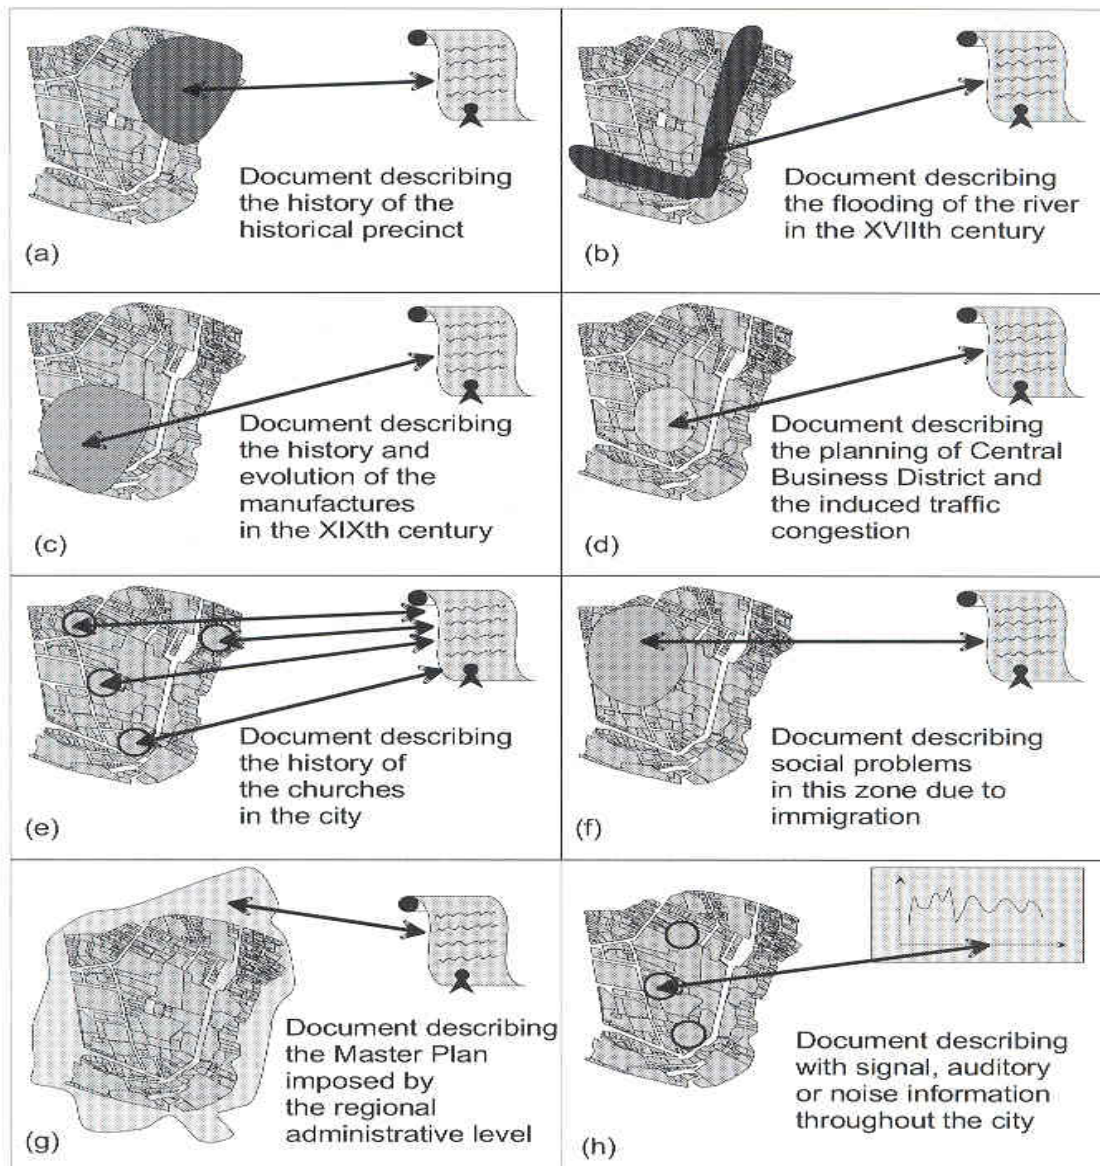 Document describing
the history of the
historical precinct
(a)
Document describing
the flooding of the river
in the XVIIth century
(b)
Document describing
the history and
evolution of the
manufactures
in the XIXth century
(c)
Document describing
the planning of Central
Business District and
the induced traffic
congestion
(d)
Document describing
the history of
the churches
in the city
(e)
Document describing
social problems
in this zone due to
immigration
(f)
Document describing
the Master Plan
imposed by
the regional
administrative level
(g)
Document describing
with signal, auditory
or noise information
throughout the city
(h)